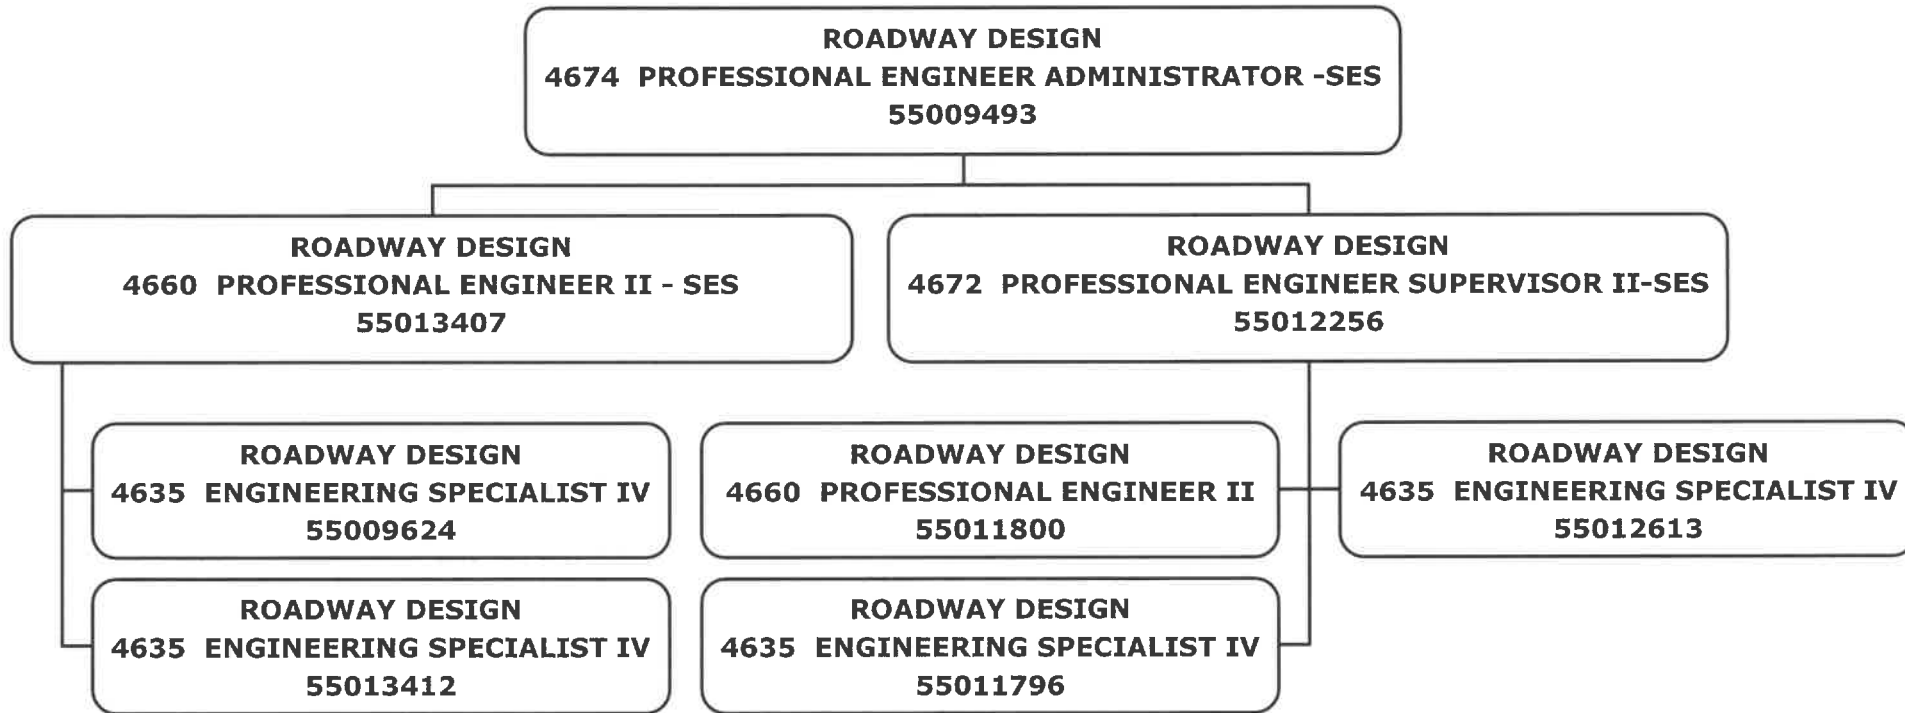 ROADWAY DESIGN
4674 PROFESSIONAL ENGINEER ADMINISTRATOR -SES
55009493
ROADWAY DESIGN
4660 PROFESSIONAL ENGINEER II - SES
55013407
ROADWAY DESIGN
4672 PROFESSIONAL ENGINEER SUPERVISOR II-SES
55012256
ROADWAY DESIGN
4635 ENGINEERING SPECIALIST IV
55009624
ROADWAY DESIGN
4660 PROFESSIONAL ENGINEER II
55011800
ROADWAY DESIGN
4635 ENGINEERING SPECIALIST IV
55012613
ROADWAY DESIGN
4635 ENGINEERING SPECIALIST IV
55013412
ROADWAY DESIGN
4635 ENGINEERING SPECIALIST IV
55011796